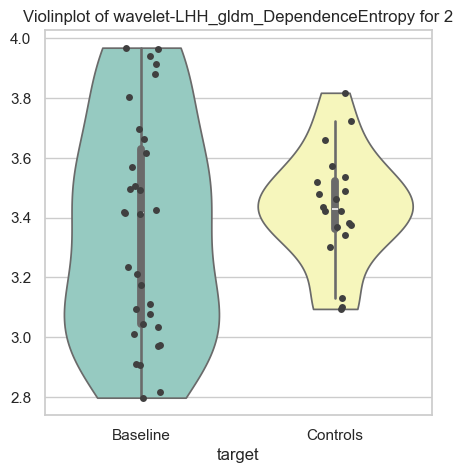 Violinplot of wavelet-LHH_gldm_DependenceEntropy for 2
4.0
3.8
3.6
3.4
3.2
3.0
2.8
Baseline
Controls
target